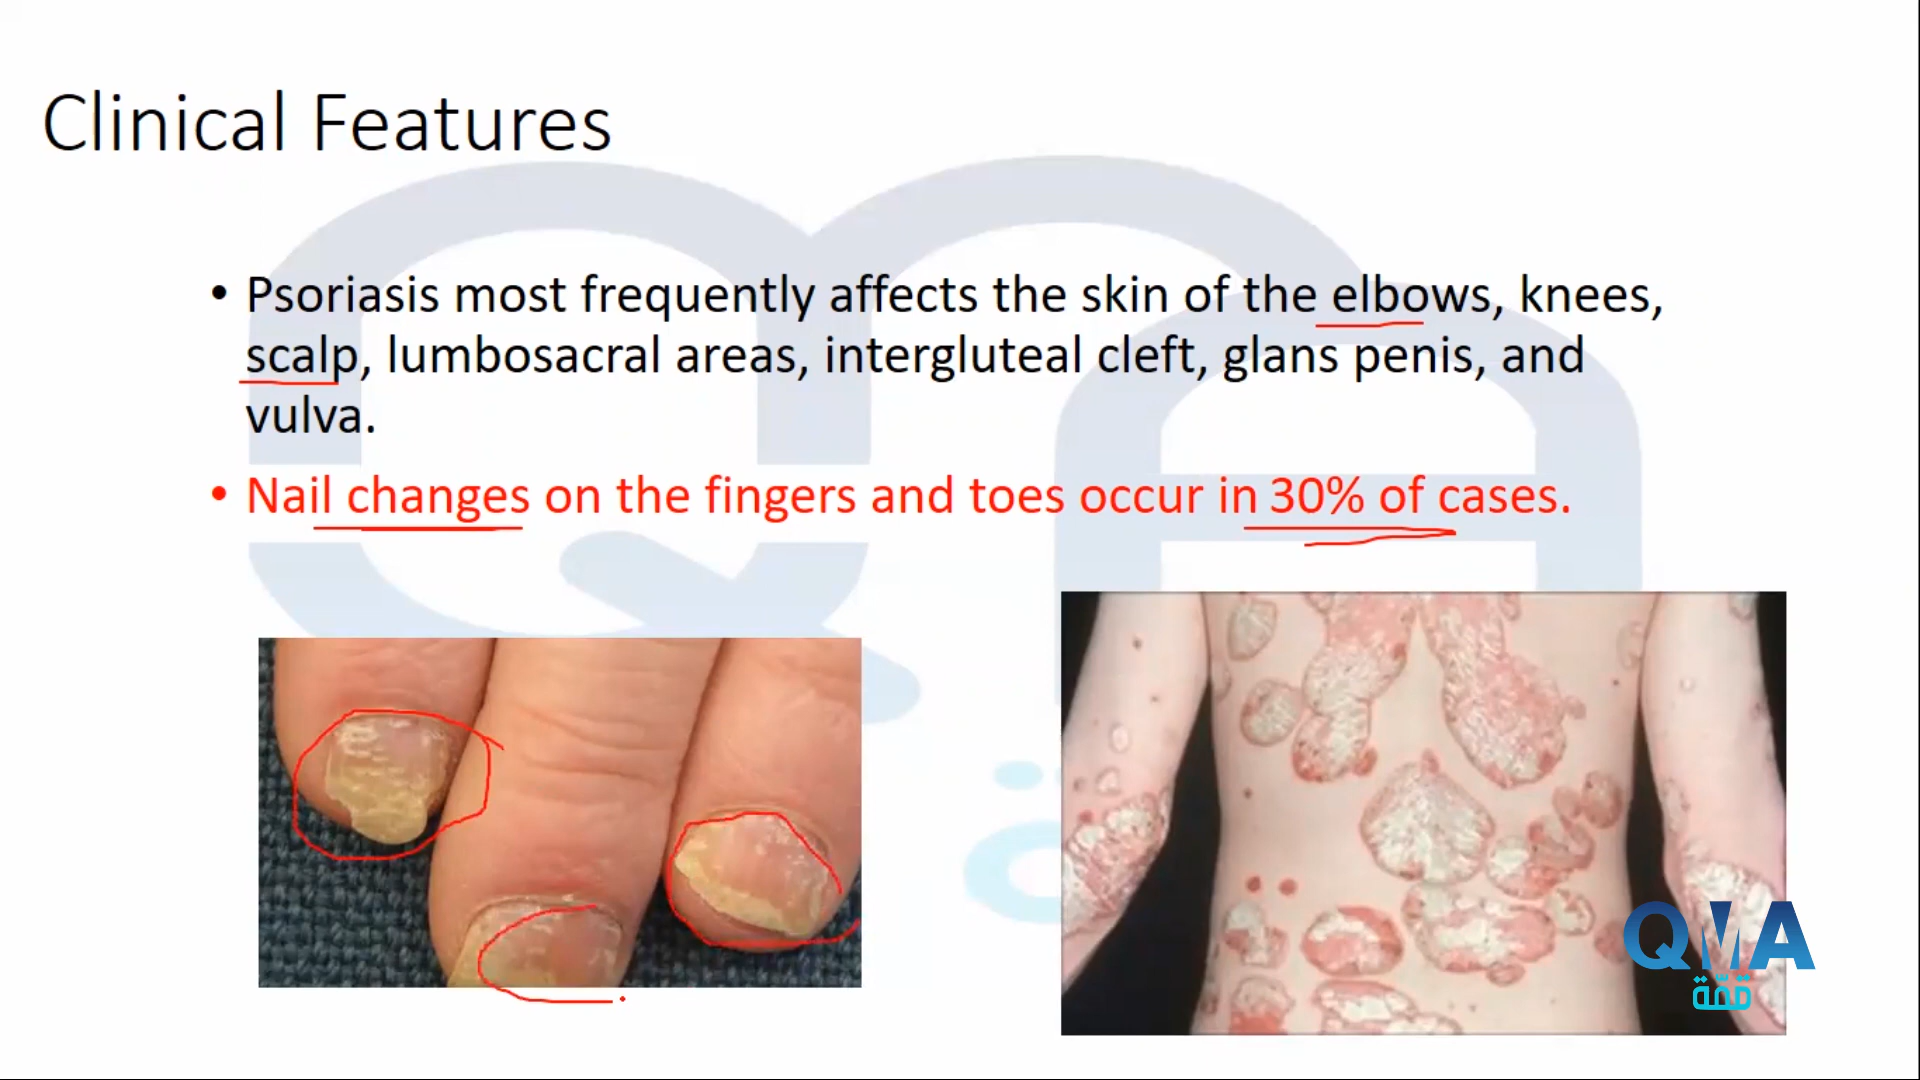 Clinical Features
• Psoriasis most frequently affects the skin of the elbows, knees,
scalp, lumbosacral areas, intergluteal cleft, glans penis, and
vulva.
• Nail changes on the fingers and toes occur in 30% of cases.
QMA
قمّة